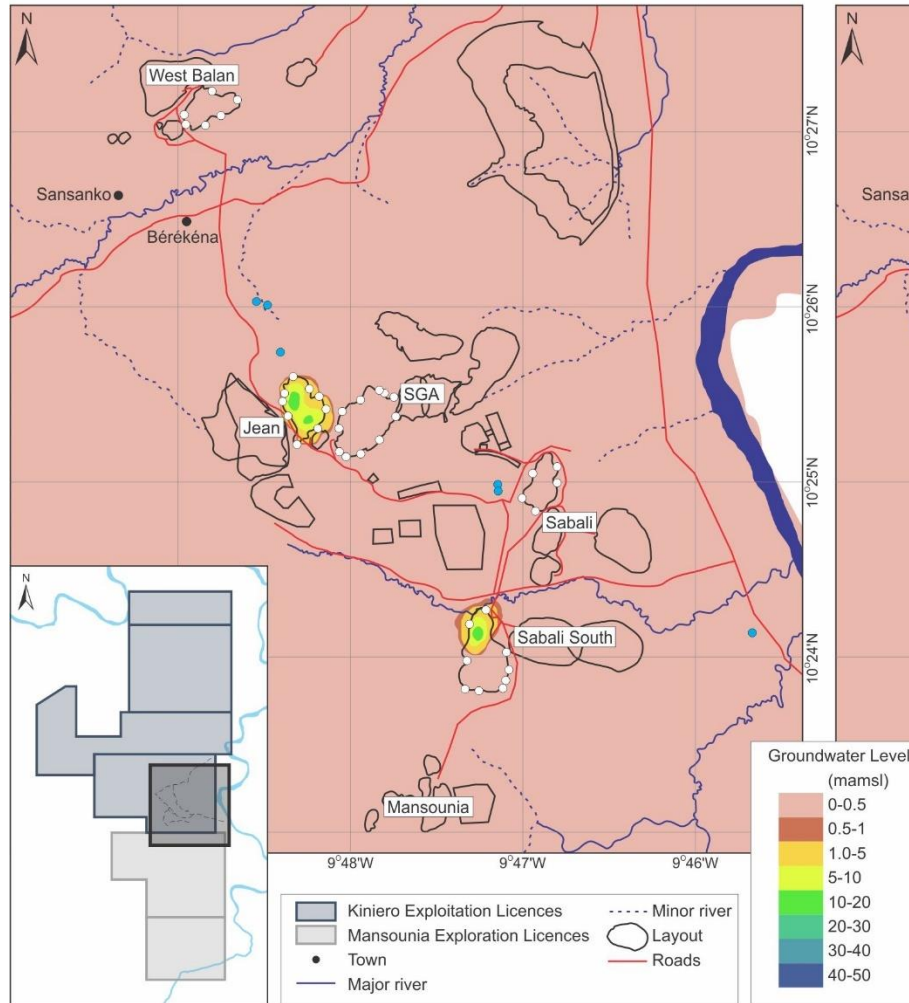 N
N
West Balan
10°27'N
Sansanko
Sansa
Bérékéna
10°26'N
SGA
Jean
10°25'N
Sabali
N
Sabali South
10°24'N
Groundwater Level
(mamsl)
0-0.5
0.5-1
1.0-5
5-10
10-20
20-30
30-40
40-50
Mansounia
9°48'W
9°47'W
9°46'W
Kiniero Exploitation Licences
Mansounia Exploration Licences
Town
Major river
Minor river
Layout
Roads